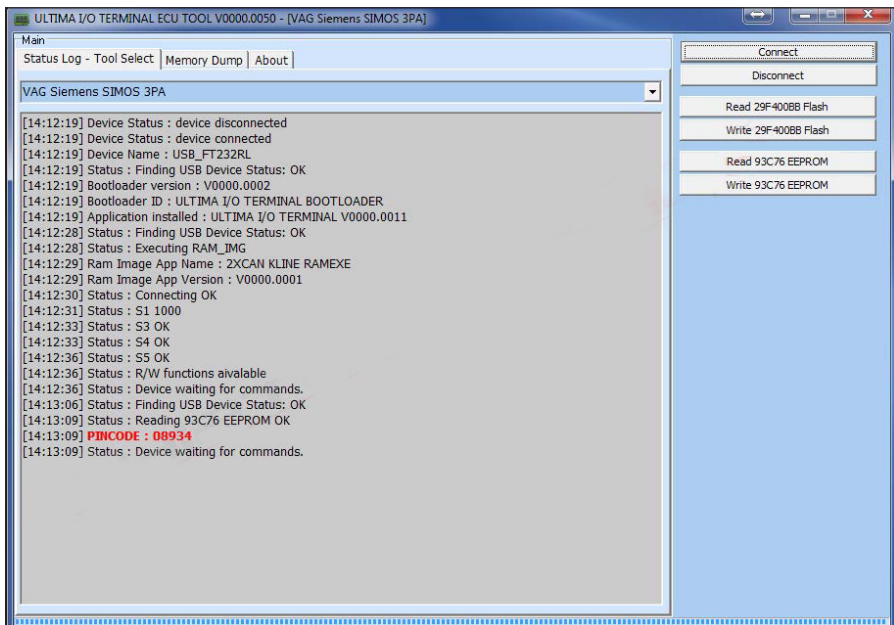 ULTIMA I/O TERMINAL ECU TOOL V0000.0050 - [VAG Siemens SIMOS 3PA]
Main
Status Log - Tool Select
Memory Dump
About
VAG Siemens SIMOS 3PA
[14:12:19] Device Status : device disconnected
[14:12:19] Device Status : device connected
[14:12:19] Device Name : USB_FT232RL
[14:12:19] Status : Finding USB Device Status: OK
[14:12:19] Bootloader version : V0000.0002
[14:12:19] Bootloader ID : ULTIMA I/O TERMINAL BOOTLOADER
[14:12:19] Application installed : ULTIMA I/O TERMINAL V0000.0011
[14:12:28] Status : Finding USB Device Status: OK
[14:12:28] Status : Executing RAM_IMG
[14:12:29] Ram Image App Name : 2XCAN KLINE RAMEXE
[14:12:29] Ram Image App Version : V0000.0001
[14:12:30] Status : Connecting OK
[14:12:31] Status : S1 1000
[14:12:33] Status : S3 OK
[14:12:33] Status : S4 OK
[14:12:36] Status : S5 OK
[14:12:36] Status : R/W functions aivalable
[14:12:36] Status : Device waiting for commands.
[14:13:06] Status : Finding USB Device Status: OK
[14:13:09] Status : Reading 93C76 EEPROM OK
[14:13:09] PINCODE : 08934
[14:13:09] Status : Device waiting for commands.
Connect
Disconnect
Read 29F400BB Flash
Write 29F400BB Flash
Read 93C76 EEPROM
Write 93C76 EEPROM